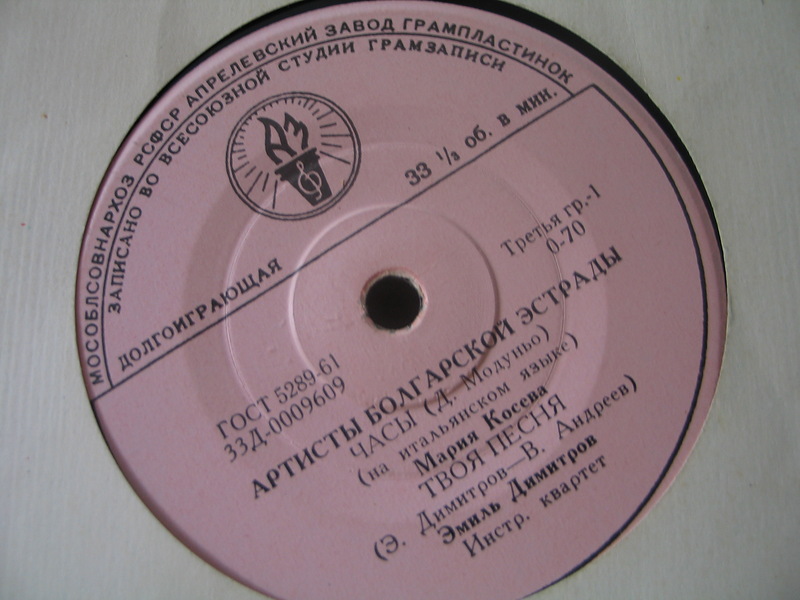 МОСОБЛСОВНАРХОЗ РСФСР АПРЕЛЕВСКИЙ ЗАВОД ГРАМПЛАСТИНОК
ЗАПИСАНО ВО ВСЕСОЮЗНОЙ СТУДИИ ГРАМЗАПИСИ
АЗ
ДОЛГОИГРАЮЩАЯ
33 1/3 об. в мин.
Третья гр.-1
0-70
ГОСТ 5289-61
33Д-0009609
АРТИСТЫ БОЛГАРСКОЙ ЭСТРАДЫ
ЧАСЫ (Д. Модуньо)
(на итальянском языке)
Мария Косева
ТВОЯ ПЕСНЯ
(Э. Димитров—В. Андреев)
Эмиль Димитров
Инстр. квартет